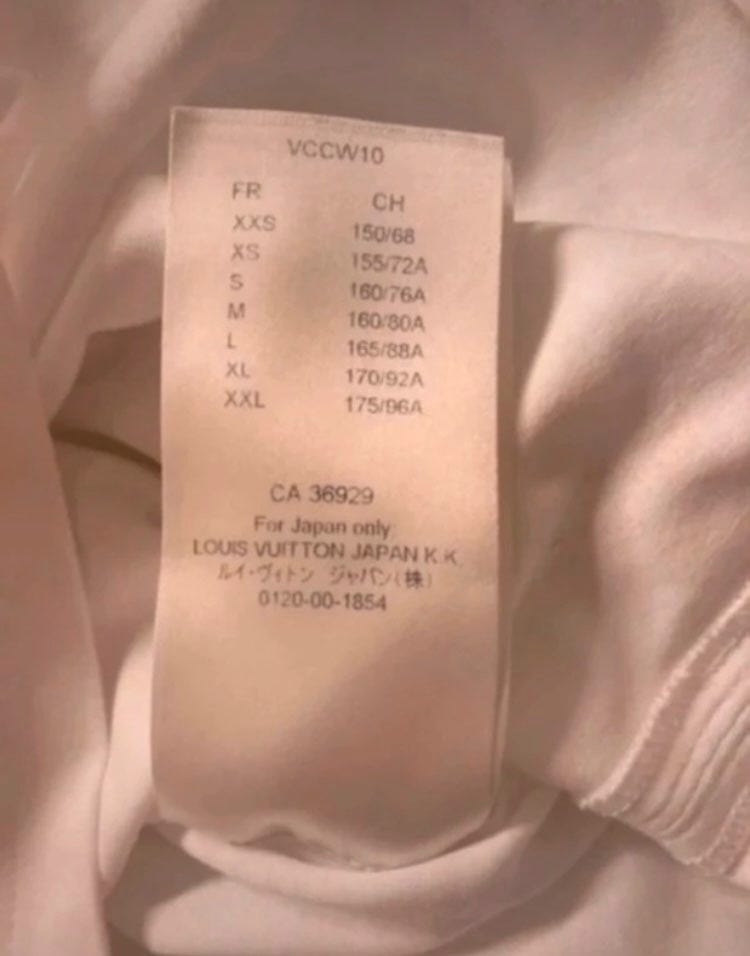 VCCW10
FR CH
XXS 150/68
XS 155/72A
S 160/76A
M 160/80A
L 165/88A
XL 170/92A
XXL 175/96A
CA 36929
For Japan only
LOUIS VUITTON JAPAN K.K.
ルイ・ヴィトン ジャパン(株)
0120-00-1854